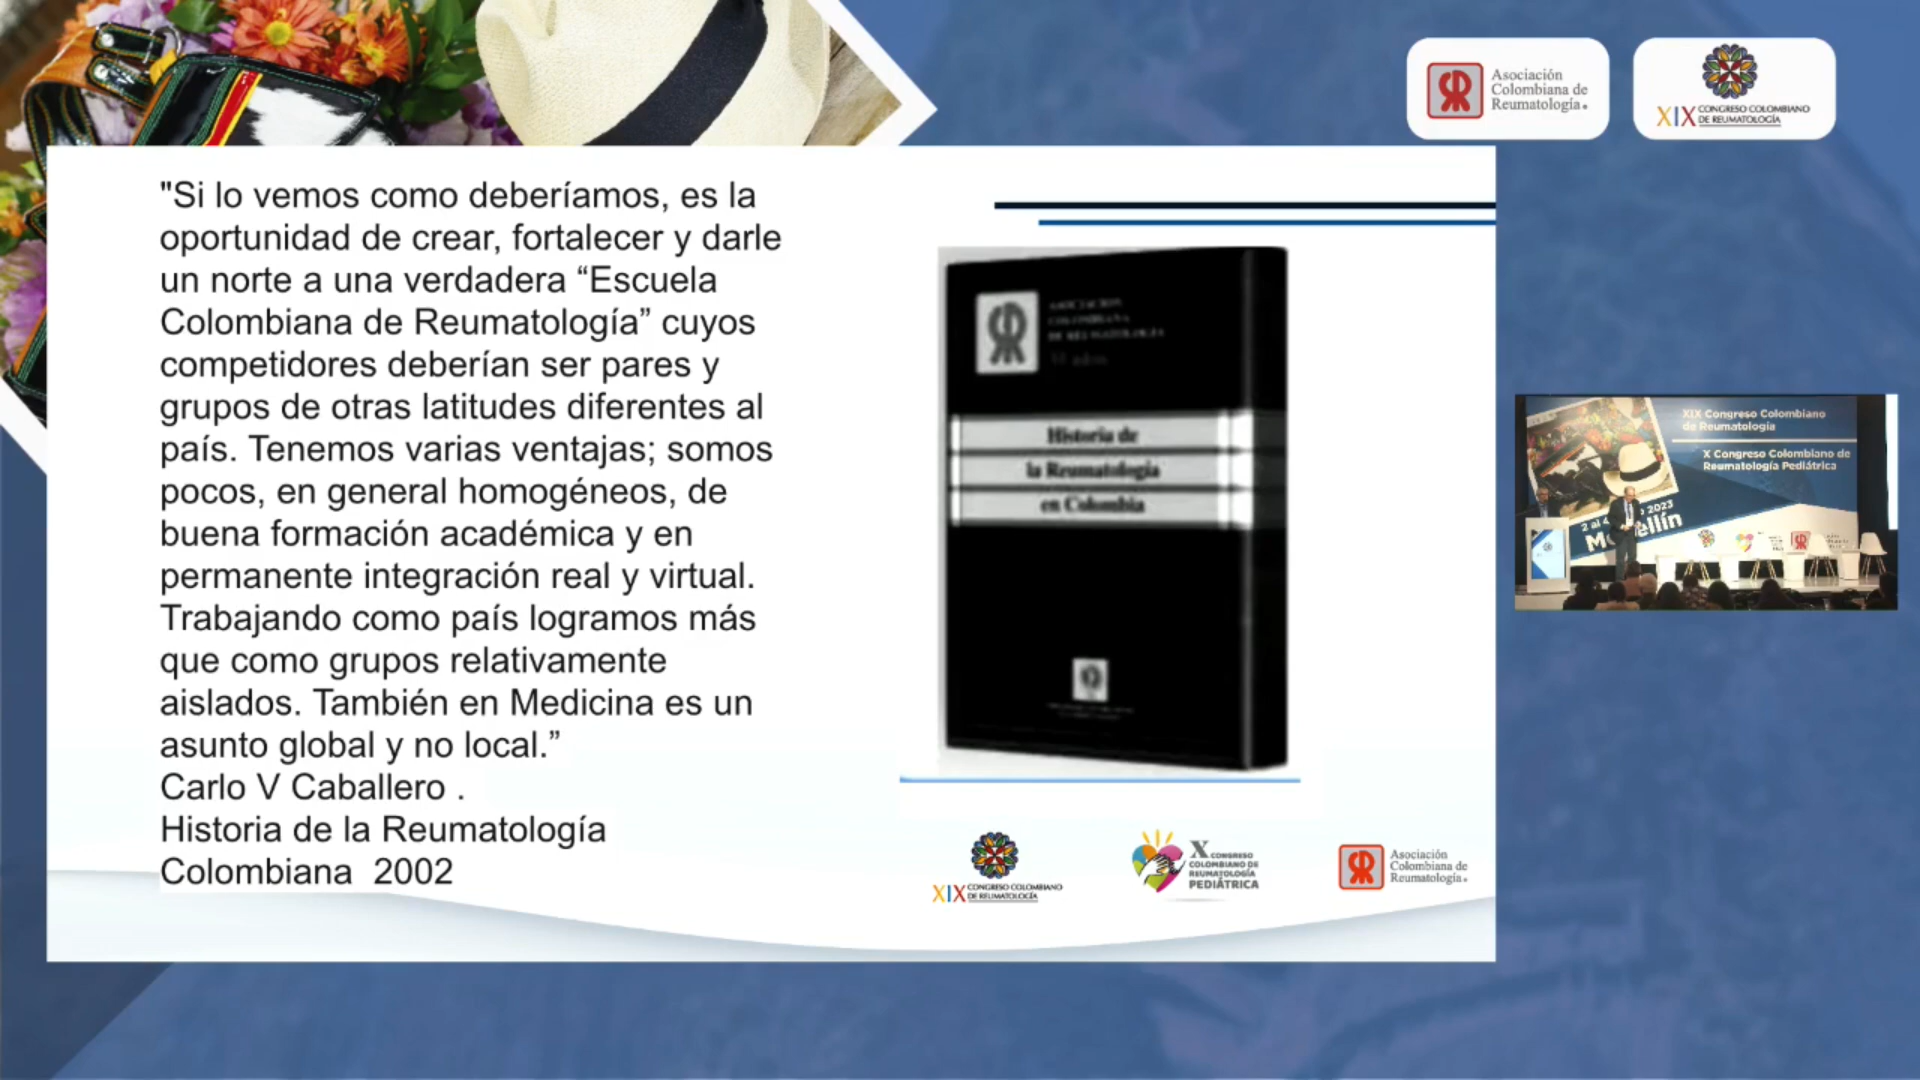 Asociación
Colombiana de
Reumatología.
XIX CONGRESO COLOMBIANO
DE REUMATOLOGÍA
"Si lo vemos como deberíamos, es la
oportunidad de crear, fortalecer y darle
un norte a una verdadera “Escuela
Colombiana de Reumatología” cuyos
competidores deberían ser pares y
grupos de otras latitudes diferentes al
país. Tenemos varias ventajas; somos
pocos, en general homogéneos, de
buena formación académica y en
permanente integración real y virtual.
Trabajando como país logramos más
que como grupos relativamente
aislados. También en Medicina es un
asunto global y no local.”
Carlo V Caballero .
Historia de la Reumatología
Colombiana 2002
ASOCIACION
COLOMBIANA
DE REUMATOLOGIA
Historia de
la Reumatología
en Colombia
XIX CONGRESO COLOMBIANO
DE REUMATOLOGÍA
X CONGRESO
COLOMBIANO DE
REUMATOLOGÍA
PEDIÁTRICA
Asociación
Colombiana de
Reumatología.
XIX Congreso Colombiano
de Reumatología
X Congreso Colombiano de
Reumatología Pediátrica
2 al
2023